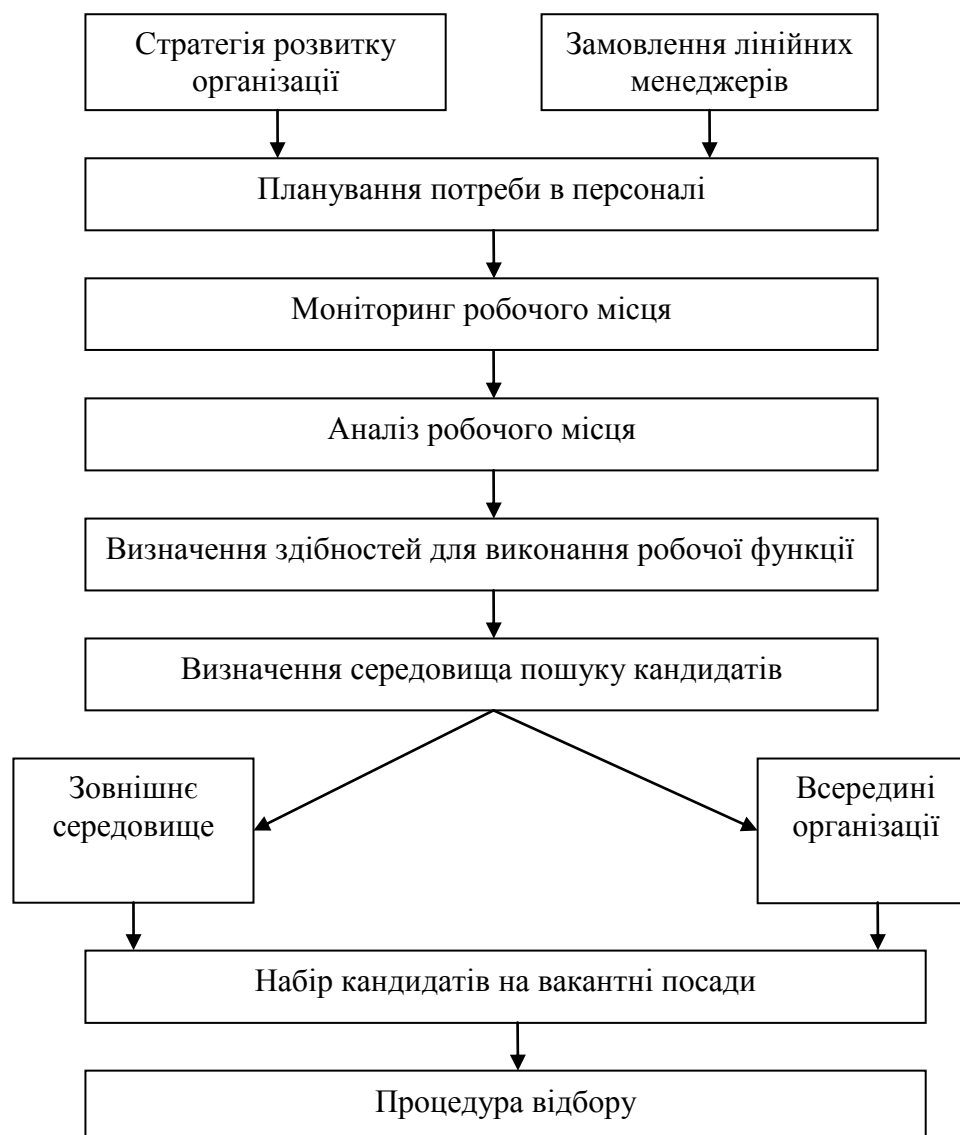 Стратегія розвитку
організації
Замовлення лінійних
менеджерів
Планування потреби в персоналі
Моніторинг робочого місця
Аналіз робочого місця
Визначення здібностей для виконання робочої функції
Визначення середовища пошуку кандидатів
Зовнішнє
середовище
Всередині
організації
Набір кандидатів на вакантні посади
Процедура відбору